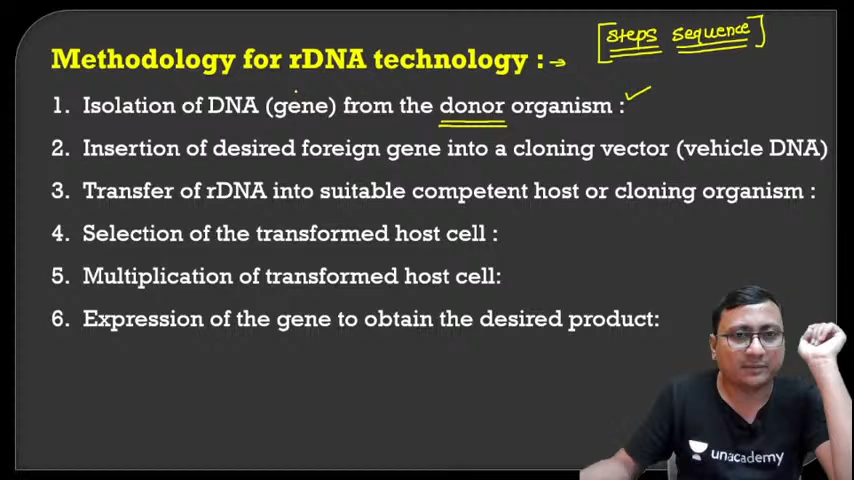 [steps sequence]
Methodology for rDNA technology : →
1. Isolation of DNA (gene) from the donor organism : ✓
2. Insertion of desired foreign gene into a cloning vector (vehicle DNA)
3. Transfer of rDNA into suitable competent host or cloning organism :
4. Selection of the transformed host cell :
5. Multiplication of transformed host cell:
6. Expression of the gene to obtain the desired product:
unacademy